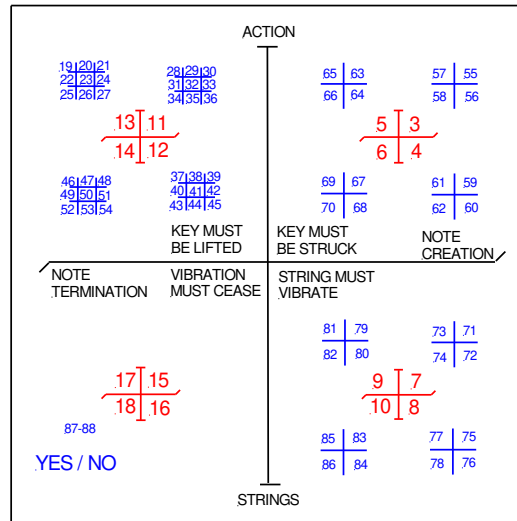 ACTION
19 20 21
22 23 24
25 26 27
28 29 30
31 32 33
34 35 36
65 63
66 64
57 55
58 56
13 11
14 12
5 3
6 4
46 47 48
49 50 51
52 53 54
37 38 39
40 41 42
43 44 45
69 67
70 68
61 59
62 60
KEY MUST
BE LIFTED
KEY MUST
BE STRUCK
NOTE
CREATION
NOTE
TERMINATION
VIBRATION
MUST CEASE
STRING MUST
VIBRATE
81 79
82 80
73 71
74 72
17 15
18 16
9 7
10 8
87-88
YES / NO
85 83
86 84
77 75
78 76
STRINGS